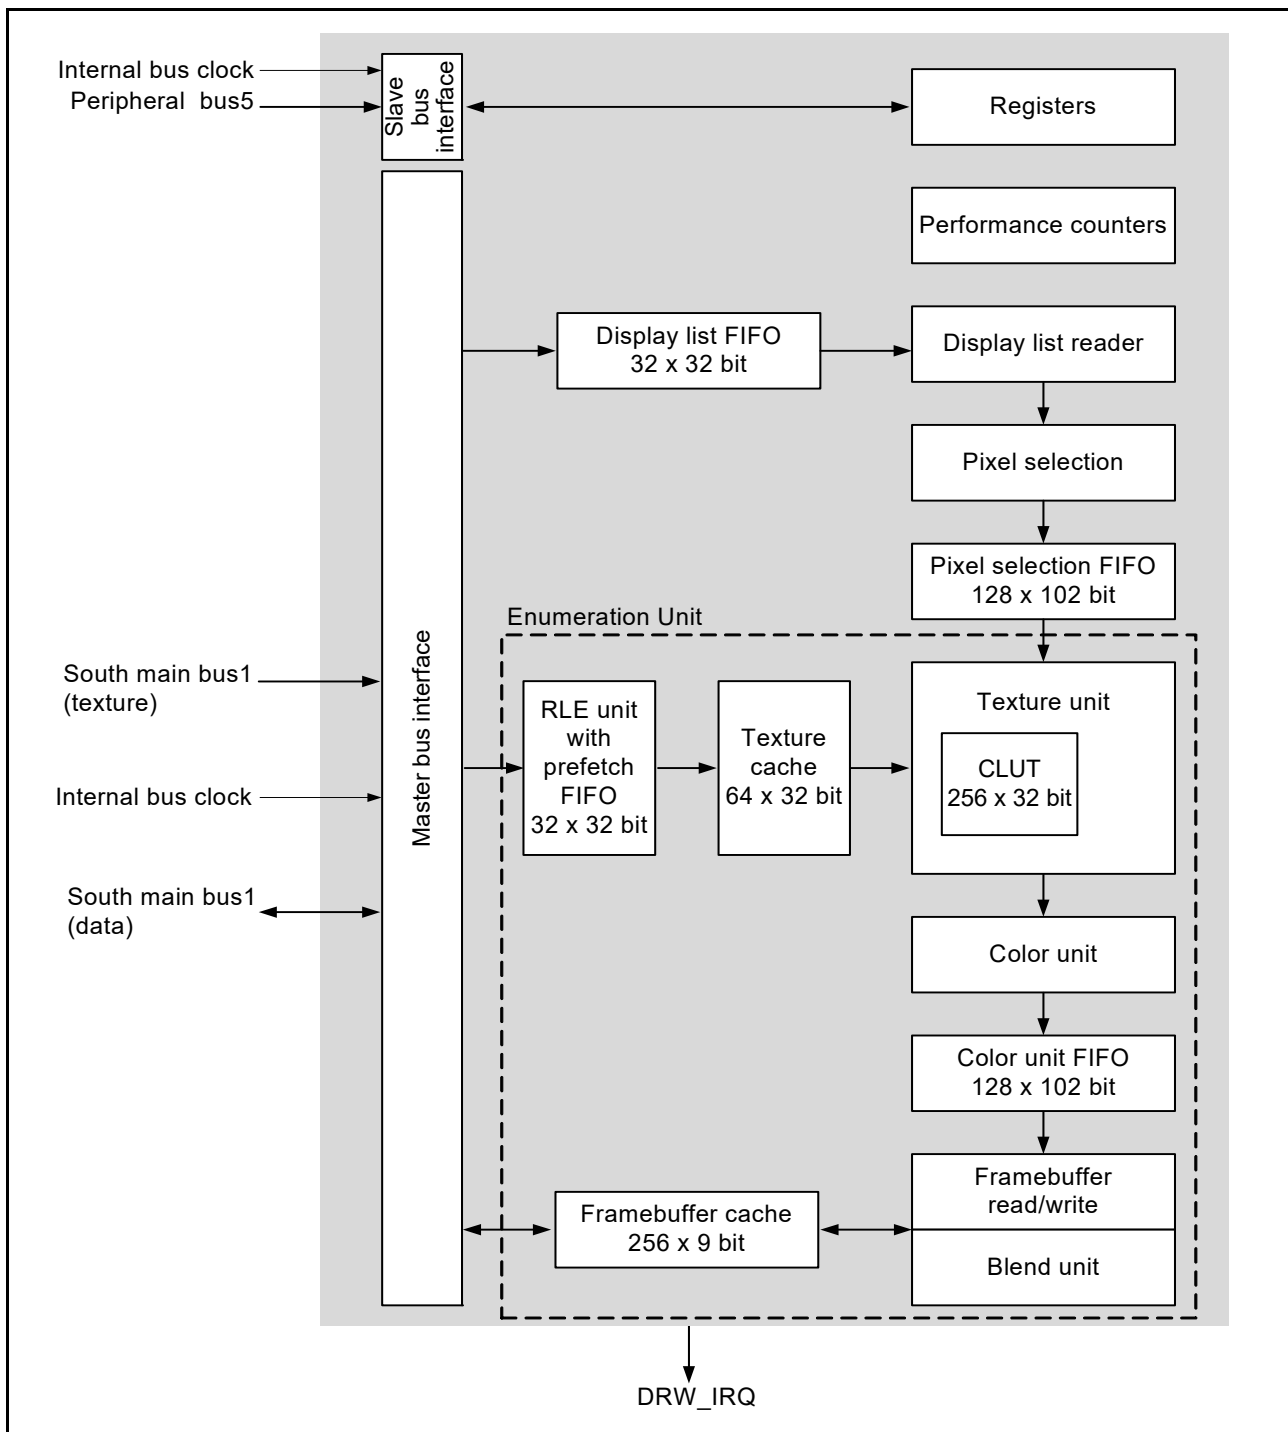 Internal bus clock
Peripheral bus5
Slave
bus
interface
Registers
Performance counters
Display list FIFO
32 x 32 bit
Display list reader
Pixel selection
Pixel selection FIFO
128 x 102 bit
Enumeration Unit
South main bus1
(texture)
Master bus interface
RLE unit
with
prefetch
FIFO
32 x 32 bit
Texture
cache
64 x 32 bit
Texture unit
CLUT
256 x 32 bit
Internal bus clock
South main bus1
(data)
Color unit
Color unit FIFO
128 x 102 bit
Framebuffer
read/write
Framebuffer cache
256 x 9 bit
Blend unit
DRW_IRQ